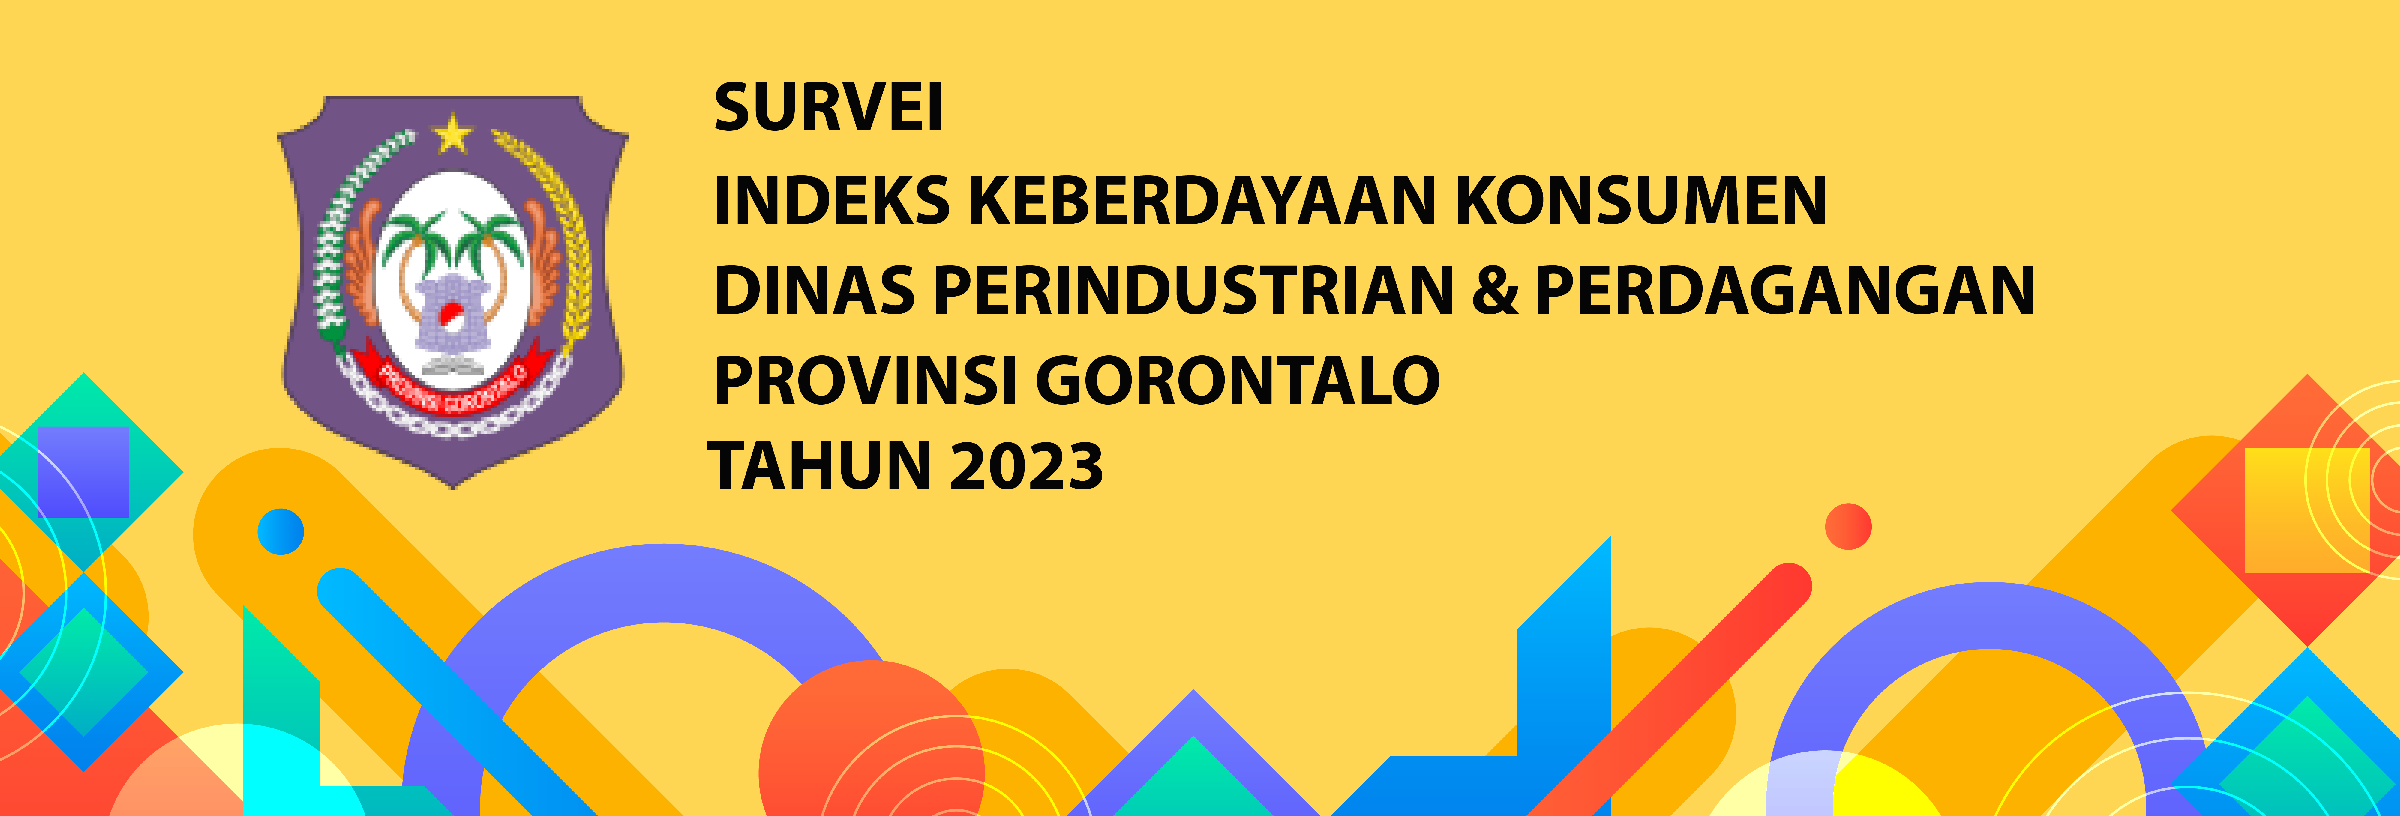 SURVEI
INDEKS KEBERDAYAAN KONSUMEN
DINAS PERINDUSTRIAN & PERDAGANGAN
PROVINSI GORONTALO
TAHUN 2023
PROVINSI GORONTALO